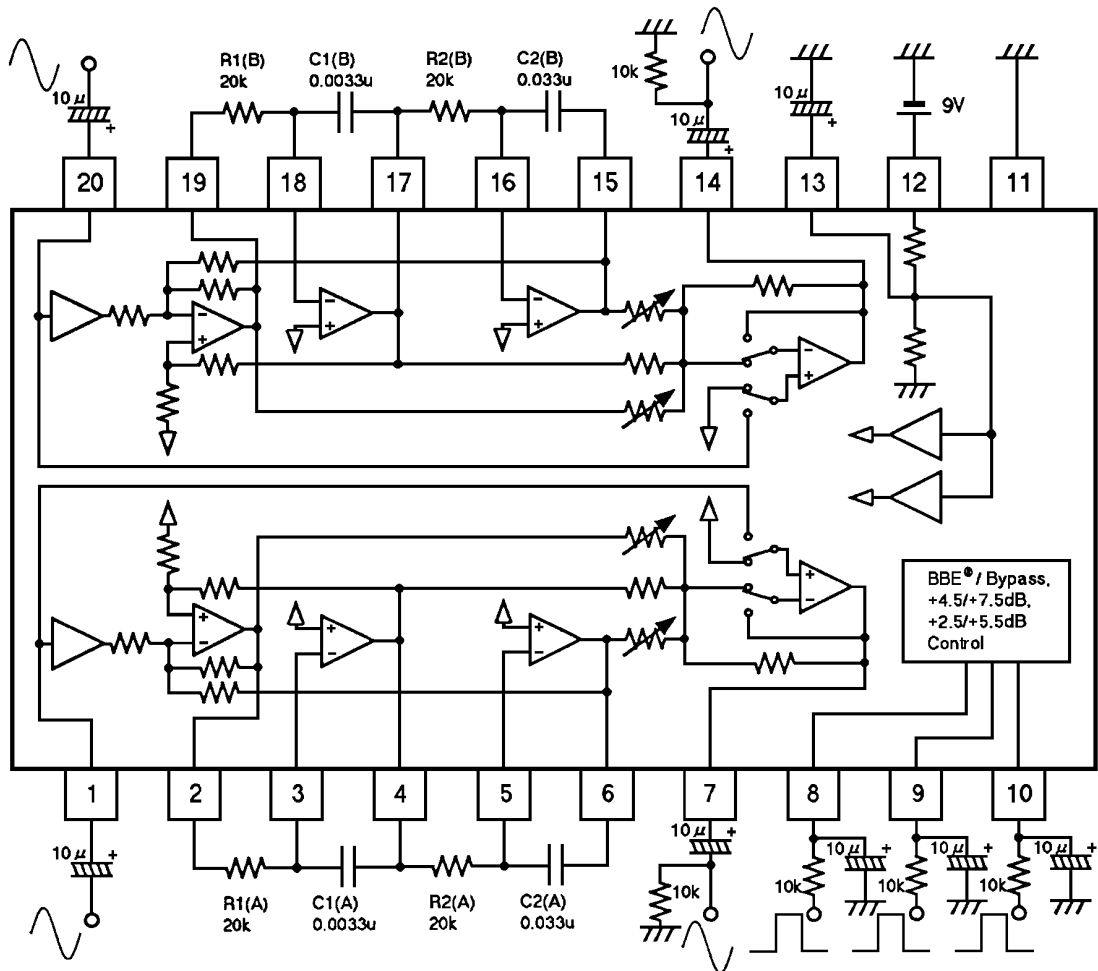 R1(B)
20k
C1(B)
0.0033u
R2(B)
20k
C2(B)
0.033u
10k
10μ +
10μ +
10μ +
9V
20
19
18
17
16
15
14
13
12
11
−
+
−
+
−
+
−
+
+
−
+
−
+
−
+
−
BBE® / Bypass,
+4.5/+7.5dB,
+2.5/+5.5dB
Control
1
2
3
4
5
6
7
8
9
10
10μ +
R1(A)
20k
C1(A)
0.0033u
R2(A)
20k
C2(A)
0.033u
10μ +
10k
10μ +
10k
10μ +
10k
10μ +
10k